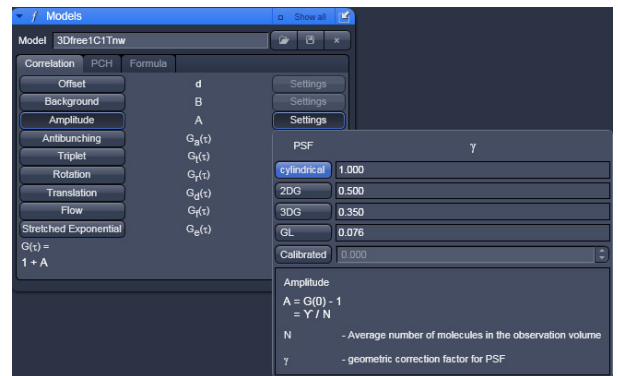 f Models
Show all
Model 3Dfree1C1Tnw
×
Correlation PCH Formula
Offset d Settings
Background B Settings
Amplitude A Settings
Antibunching Gₐ(τ)
Triplet Gₜ(τ)
Rotation Gᵣ(τ)
Translation G_d(τ)
Flow G_f(τ)
Stretched Exponential Gₑ(τ)
G(τ) =
1 + A
PSF γ
cylindrical 1.000
2DG 0.500
3DG 0.350
GL 0.076
Calibrated 0.000
Amplitude
A = G(0) - 1
= ϒ / N
N - Average number of molecules in the observation volume
γ - geometric correction factor for PSF